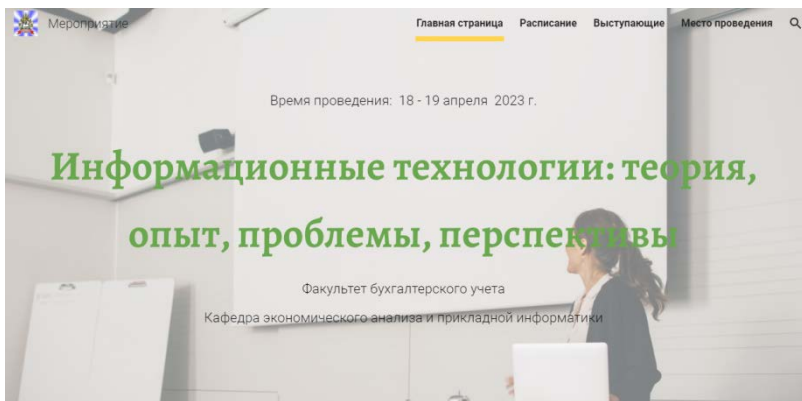 Мероприятие
Главная страница Расписание Выступающие Место проведения
Время проведения: 18 - 19 апреля 2023 г.
Информационные технологии: теория,
опыт, проблемы, перспективы
Факультет бухгалтерского учета
Кафедра экономического анализа и прикладной информатики